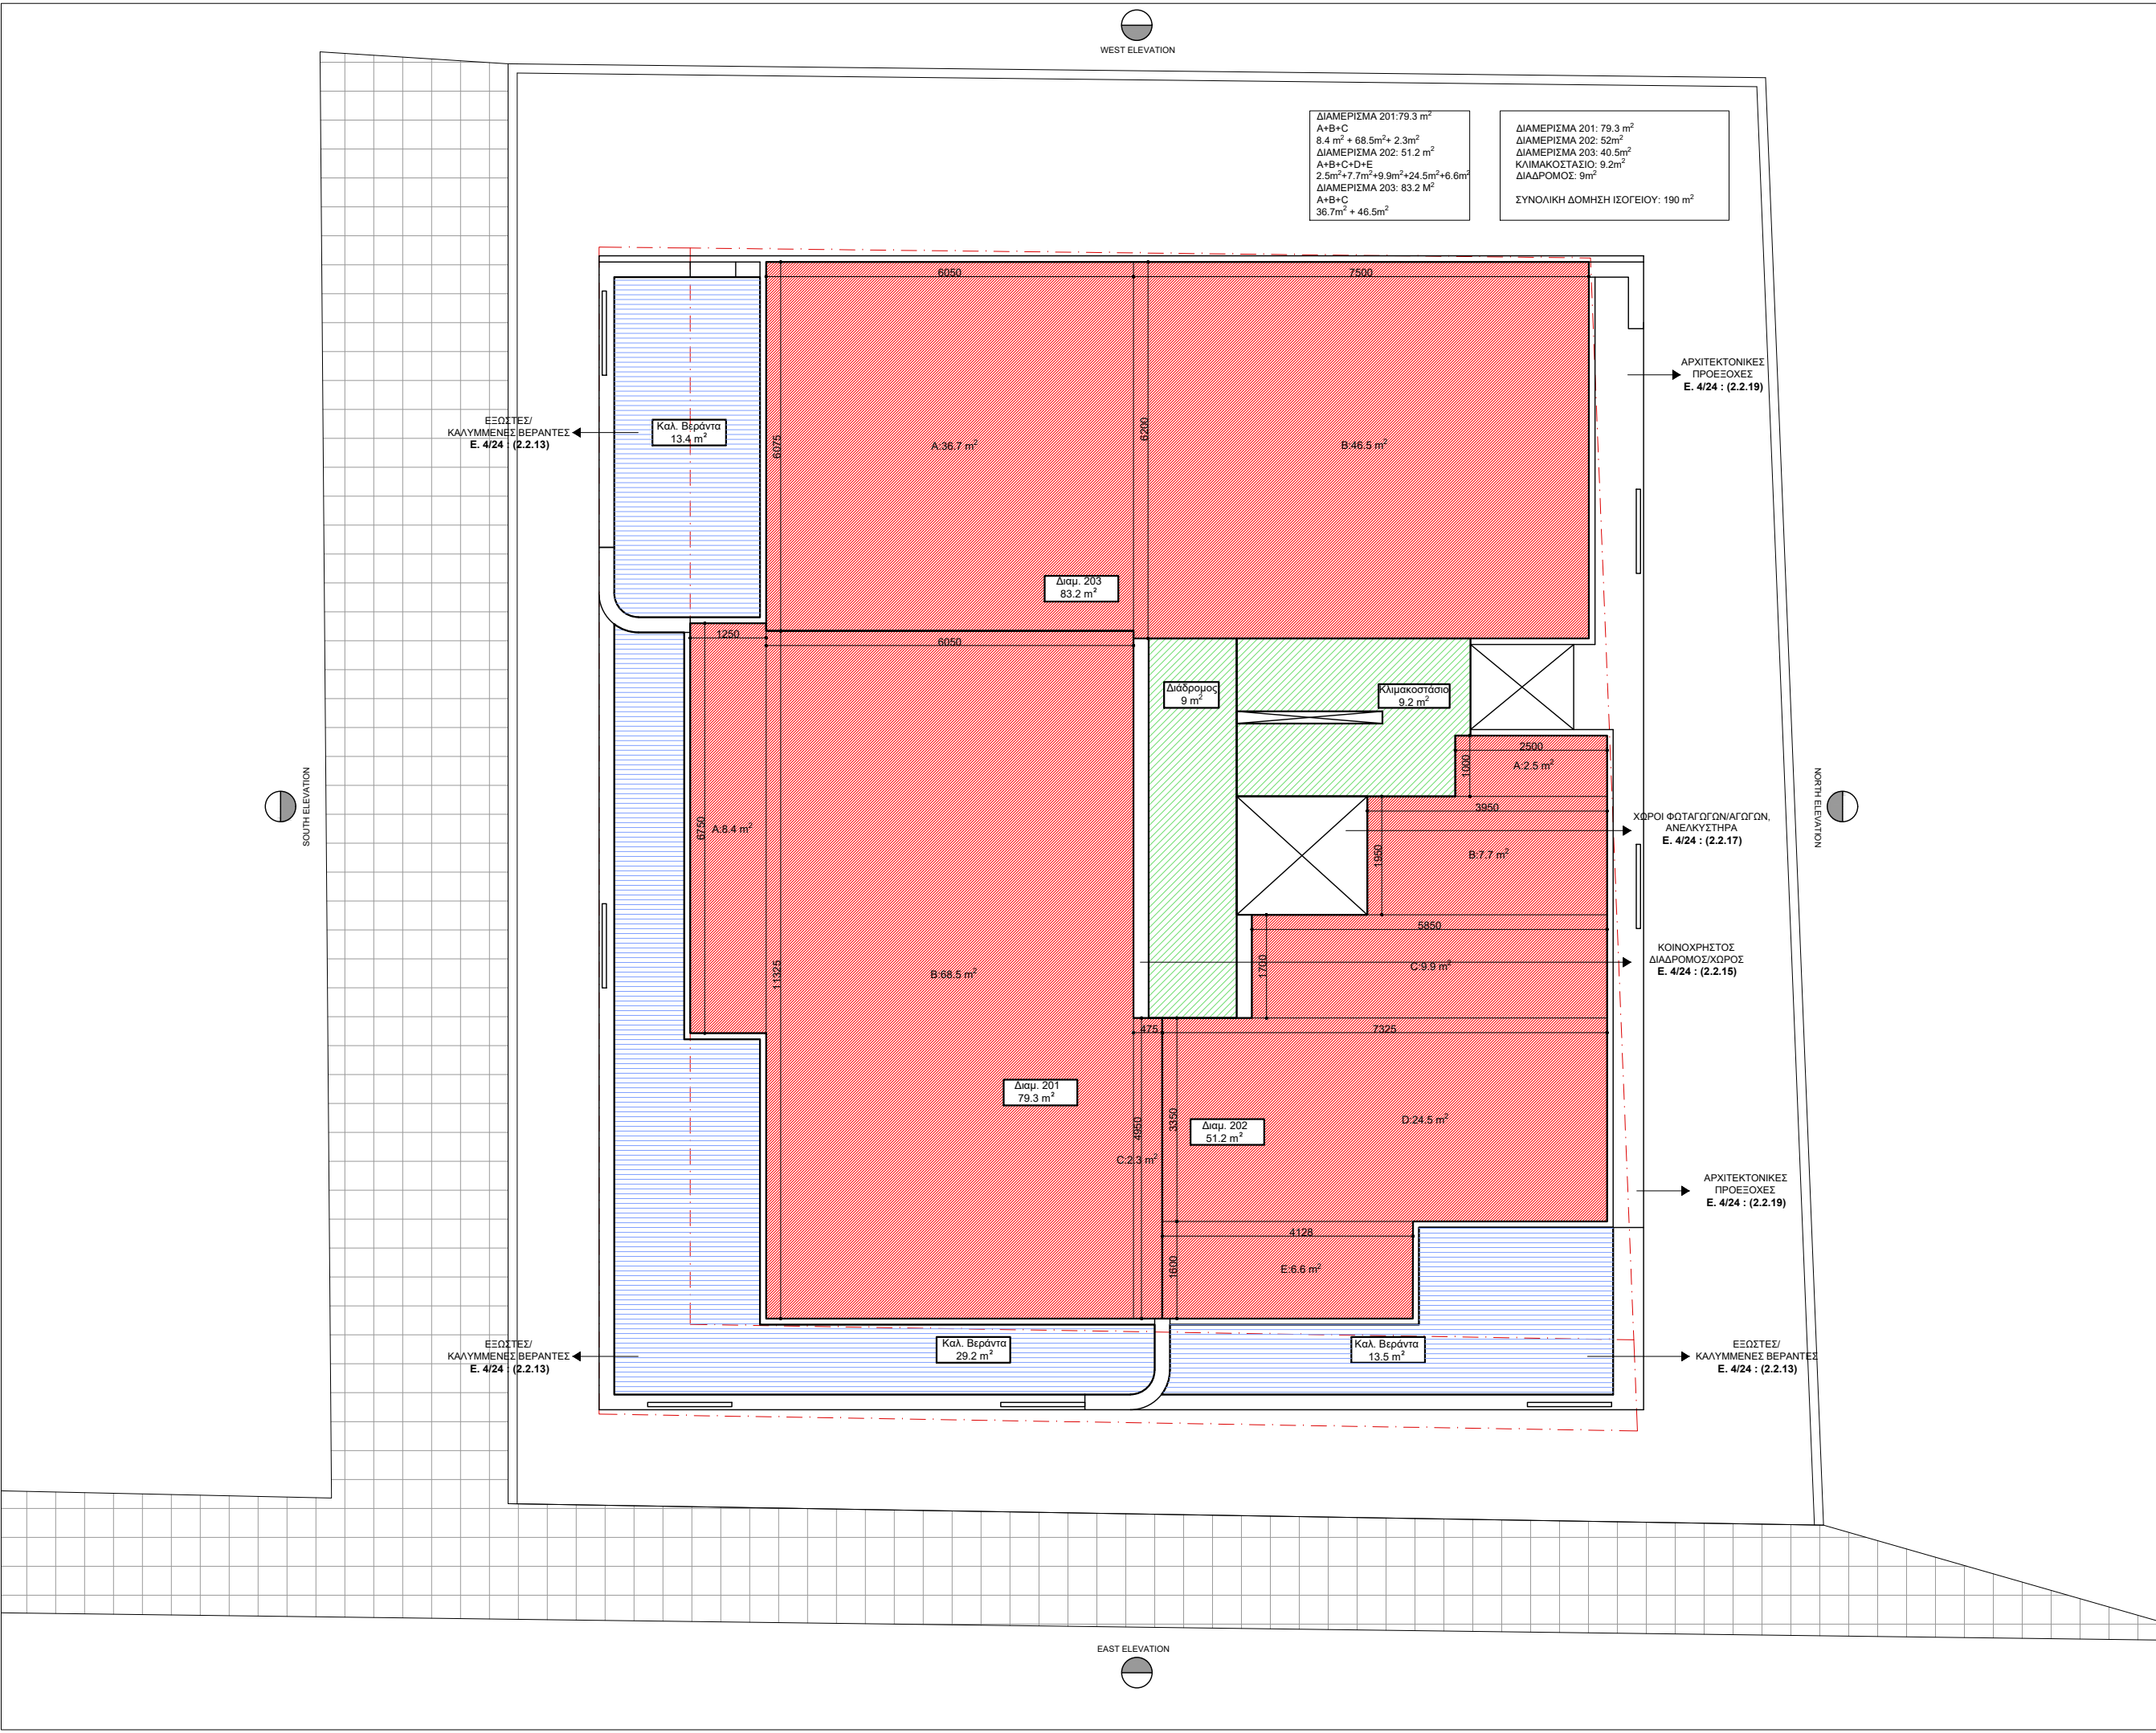 WEST ELEVATION
ΔΙΑΜΕΡΙΣΜΑ 201:79.3 m²
A+B+C
8.4 m² + 68.5m²+ 2.3m²
ΔΙΑΜΕΡΙΣΜΑ 202: 51.2 m²
A+B+C+D+E
2.5m²+7.7m²+9.9m²+24.5m²+6.6m²
ΔΙΑΜΕΡΙΣΜΑ 203: 83.2 M²
A+B+C
36.7m² + 46.5m²
ΔΙΑΜΕΡΙΣΜΑ 201: 79.3 m²
ΔΙΑΜΕΡΙΣΜΑ 202: 52m²
ΔΙΑΜΕΡΙΣΜΑ 203: 40.5m²
ΚΛΙΜΑΚΟΣΤΑΣΙΟ: 9.2m²
ΔΙΑΔΡΟΜΟΣ: 9m²
ΣΥΝΟΛΙΚΗ ΔΟΜΗΣΗ ΙΣΟΓΕΙΟΥ: 190 m²
6050
7500
ΑΡΧΙΤΕΚΤΟΝΙΚΕΣ
ΠΡΟΕΞΟΧΕΣ
Ε. 4/24 : (2.2.19)
ΕΞΩΣΤΕΣ/
ΚΑΛΥΜΜΕΝΕΣ ΒΕΡΑΝΤΕΣ
Ε. 4/24 : (2.2.13)
Καλ. Βεράντα
13.4 m²
6075
6200
A:36.7 m²
B:46.5 m²
Διαμ. 203
83.2 m²
1250
6050
Διάδρομος
9 m²
Κλιμακοστάσιο
9.2 m²
2500
1000
A:2.5 m²
SOUTH ELEVATION
NORTH ELEVATION
6750
A:8.4 m²
3950
1950
B:7.7 m²
ΧΩΡΟΙ ΦΩΤΑΓΩΓΩΝ/ΑΓΩΓΩΝ,
ΑΝΕΛΚΥΣΤΗΡΑ
Ε. 4/24 : (2.2.17)
5850
1700
C:9.9 m²
ΚΟΙΝΟΧΡΗΣΤΟΣ
ΔΙΑΔΡΟΜΟΣ/ΧΩΡΟΣ
Ε. 4/24 : (2.2.15)
11325
B:68.5 m²
475
7325
Διαμ. 201
79.3 m²
4950
3350
Διαμ. 202
51.2 m²
D:24.5 m²
C:2.3 m²
ΑΡΧΙΤΕΚΤΟΝΙΚΕΣ
ΠΡΟΕΞΟΧΕΣ
Ε. 4/24 : (2.2.19)
4128
1600
E:6.6 m²
ΕΞΩΣΤΕΣ/
ΚΑΛΥΜΜΕΝΕΣ ΒΕΡΑΝΤΕΣ
Ε. 4/24 : (2.2.13)
Καλ. Βεράντα
29.2 m²
Καλ. Βεράντα
13.5 m²
ΕΞΩΣΤΕΣ/
ΚΑΛΥΜΜΕΝΕΣ ΒΕΡΑΝΤΕΣ
Ε. 4/24 : (2.2.13)
EAST ELEVATION